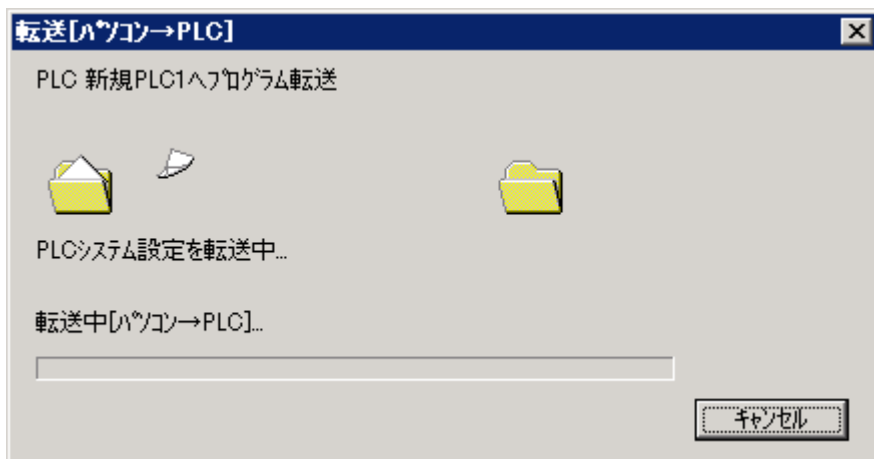 転送[ﾊﾟｿｺﾝ→PLC]
PLC 新規PLC1へﾌﾟﾛｸﾞﾗﾑ転送
PLCｼｽﾃﾑ設定を転送中...
転送中[ﾊﾟｿｺﾝ→PLC]...
ｷｬﾝｾﾙ